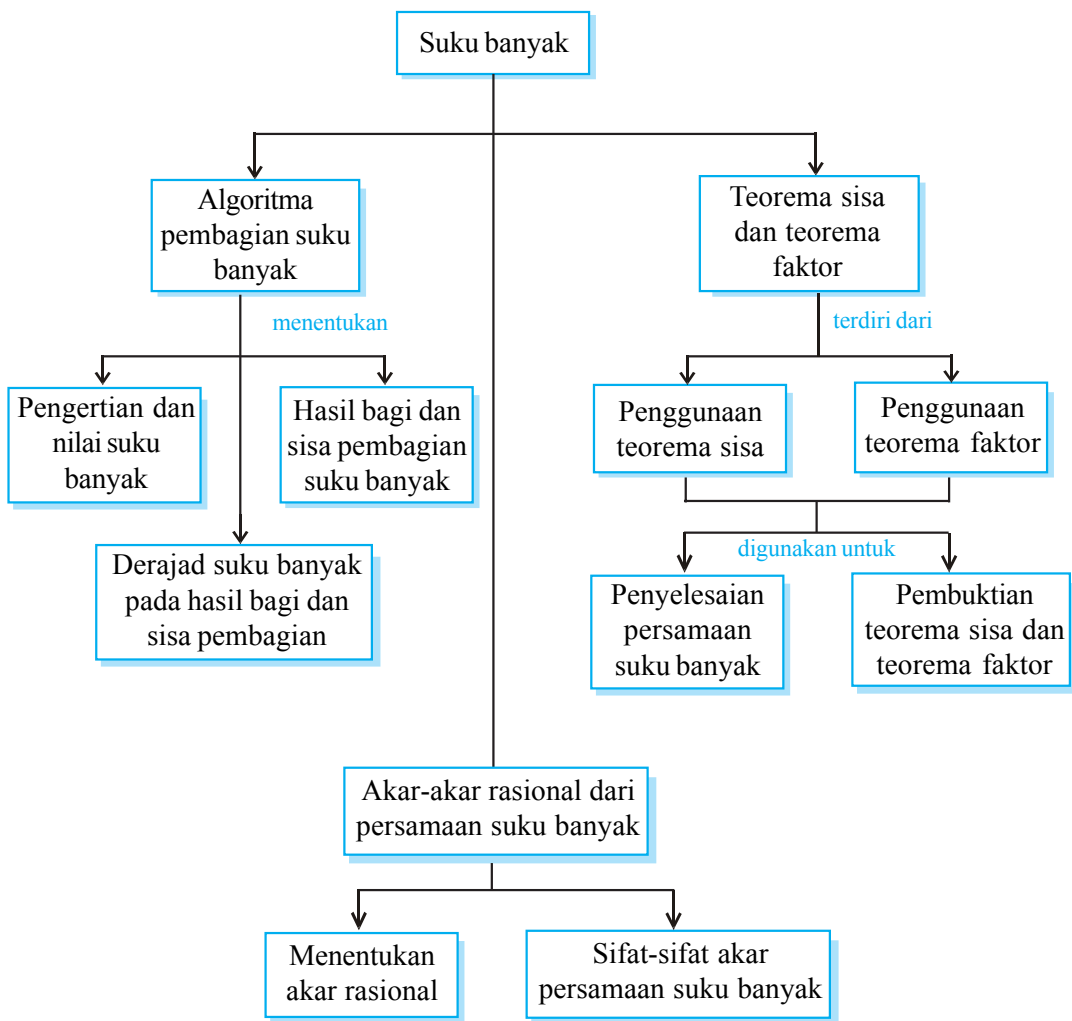 Suku banyak
Algoritma
pembagian suku
banyak
Teorema sisa
dan teorema
faktor
menentukan
terdiri dari
Pengertian dan
nilai suku
banyak
Hasil bagi dan
sisa pembagian
suku banyak
Penggunaan
teorema sisa
Penggunaan
teorema faktor
Derajad suku banyak
pada hasil bagi dan
sisa pembagian
digunakan untuk
Penyelesaian
persamaan
suku banyak
Pembuktian
teorema sisa dan
teorema faktor
Akar-akar rasional dari
persamaan suku banyak
Menentukan
akar rasional
Sifat-sifat akar
persamaan suku banyak